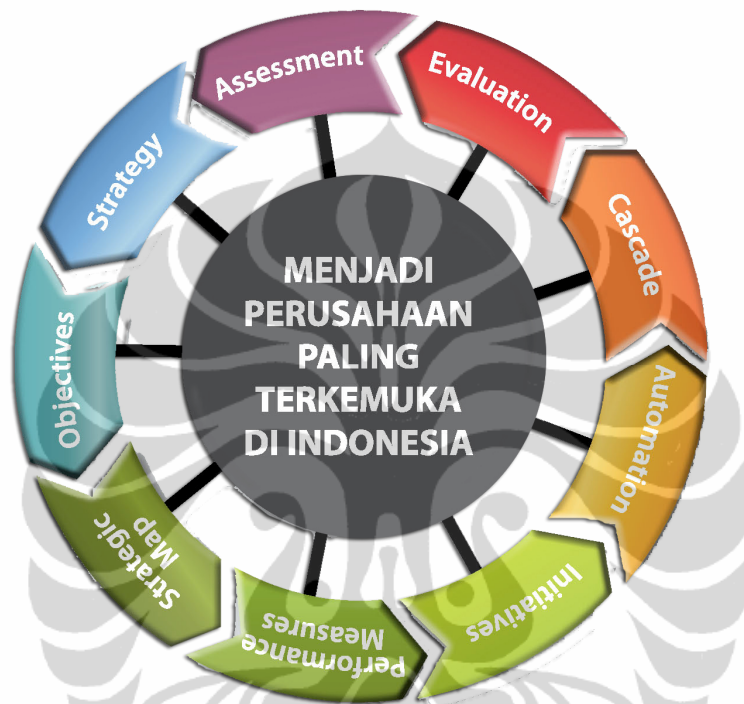 Assessment
Evaluation
Cascade
Automation
Initiatives
Performance
Measures
Strategic
Map
Objectives
Strategy
MENJADI
PERUSAHAAN
PALING
TERKEMUKA
DI INDONESIA